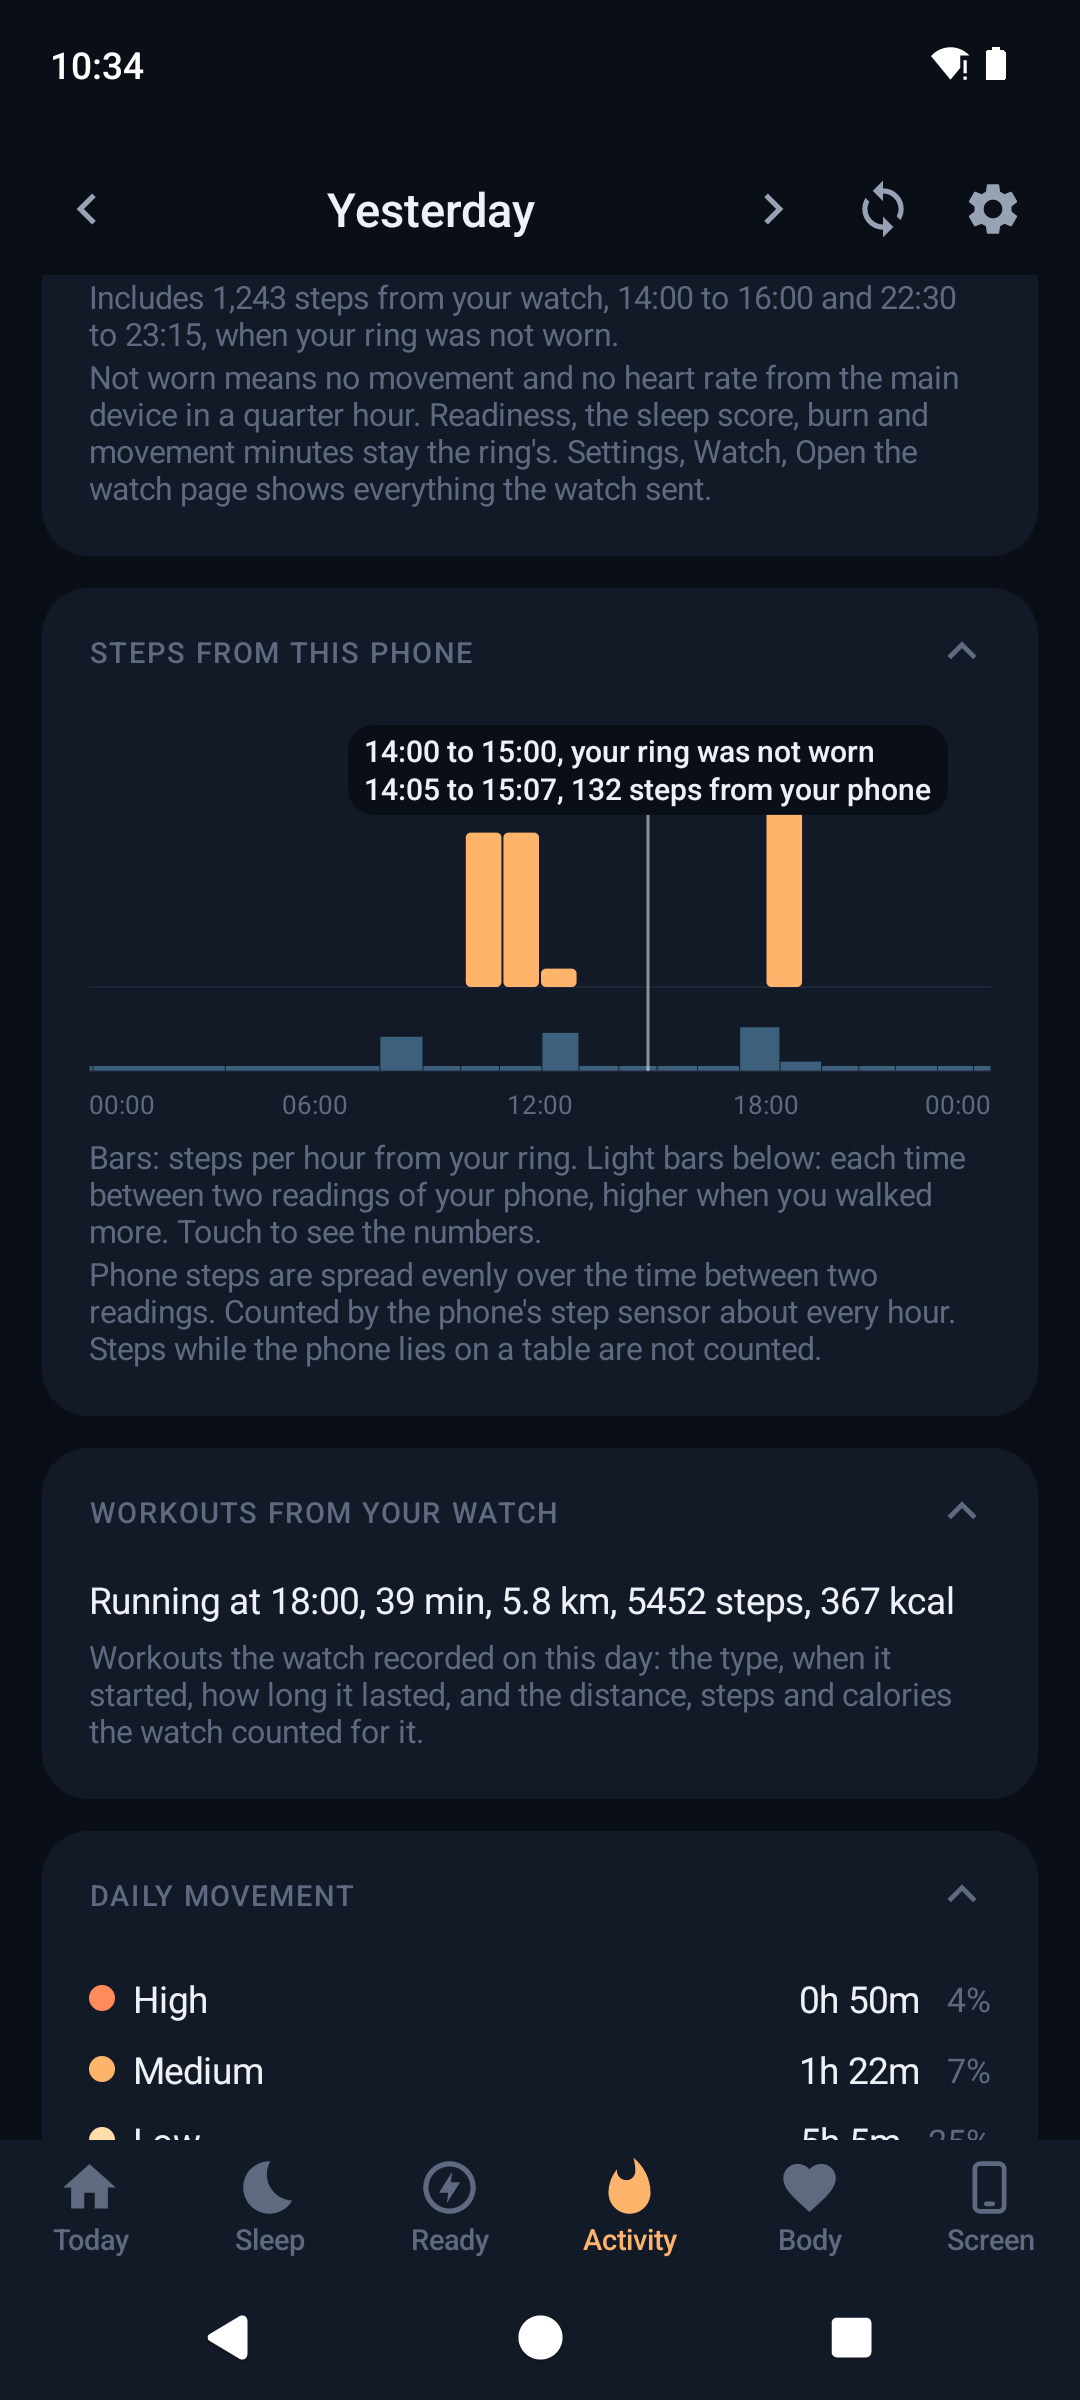 10:34
Yesterday
Includes 1,243 steps from your watch, 14:00 to 16:00 and 22:30
to 23:15, when your ring was not worn.
Not worn means no movement and no heart rate from the main
device in a quarter hour. Readiness, the sleep score, burn and
movement minutes stay the ring's. Settings, Watch, Open the
watch page shows everything the watch sent.
STEPS FROM THIS PHONE
14:00 to 15:00, your ring was not worn
14:05 to 15:07, 132 steps from your phone
00:00 06:00 12:00 18:00 00:00
Bars: steps per hour from your ring. Light bars below: each time
between two readings of your phone, higher when you walked
more. Touch to see the numbers.
Phone steps are spread evenly over the time between two
readings. Counted by the phone's step sensor about every hour.
Steps while the phone lies on a table are not counted.
WORKOUTS FROM YOUR WATCH
Running at 18:00, 39 min, 5.8 km, 5452 steps, 367 kcal
Workouts the watch recorded on this day: the type, when it
started, how long it lasted, and the distance, steps and calories
the watch counted for it.
DAILY MOVEMENT
High 0h 50m 4%
Medium 1h 22m 7%
Low 5h 5m 25%
Today Sleep Ready Activity Body Screen